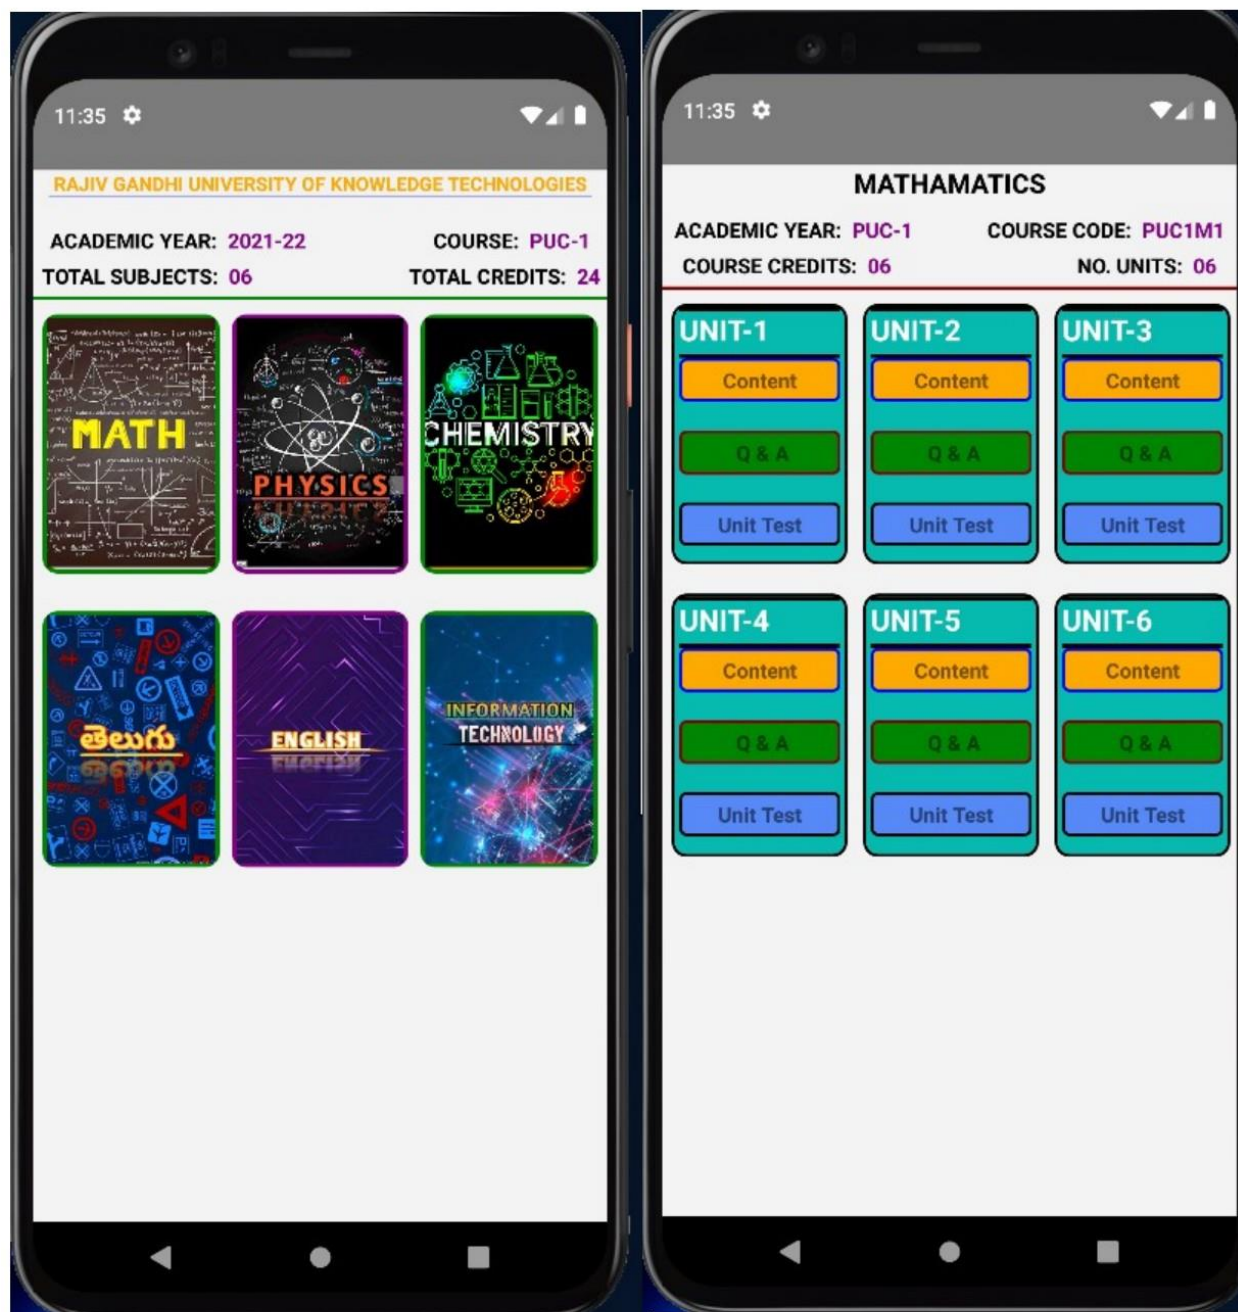 11:35
RAJIV GANDHI UNIVERSITY OF KNOWLEDGE TECHNOLOGIES
ACADEMIC YEAR: 2021-22 COURSE: PUC-1
TOTAL SUBJECTS: 06 TOTAL CREDITS: 24
MATH
PHYSICS
CHEMISTRY
తెలుగు
ENGLISH
INFORMATION
TECHNOLOGY
11:35
MATHAMATICS
ACADEMIC YEAR: PUC-1 COURSE CODE: PUC1M1
COURSE CREDITS: 06 NO. UNITS: 06
UNIT-1 UNIT-2 UNIT-3
Content Content Content
Q & A Q & A Q & A
Unit Test Unit Test Unit Test
UNIT-4 UNIT-5 UNIT-6
Content Content Content
Q & A Q & A Q & A
Unit Test Unit Test Unit Test